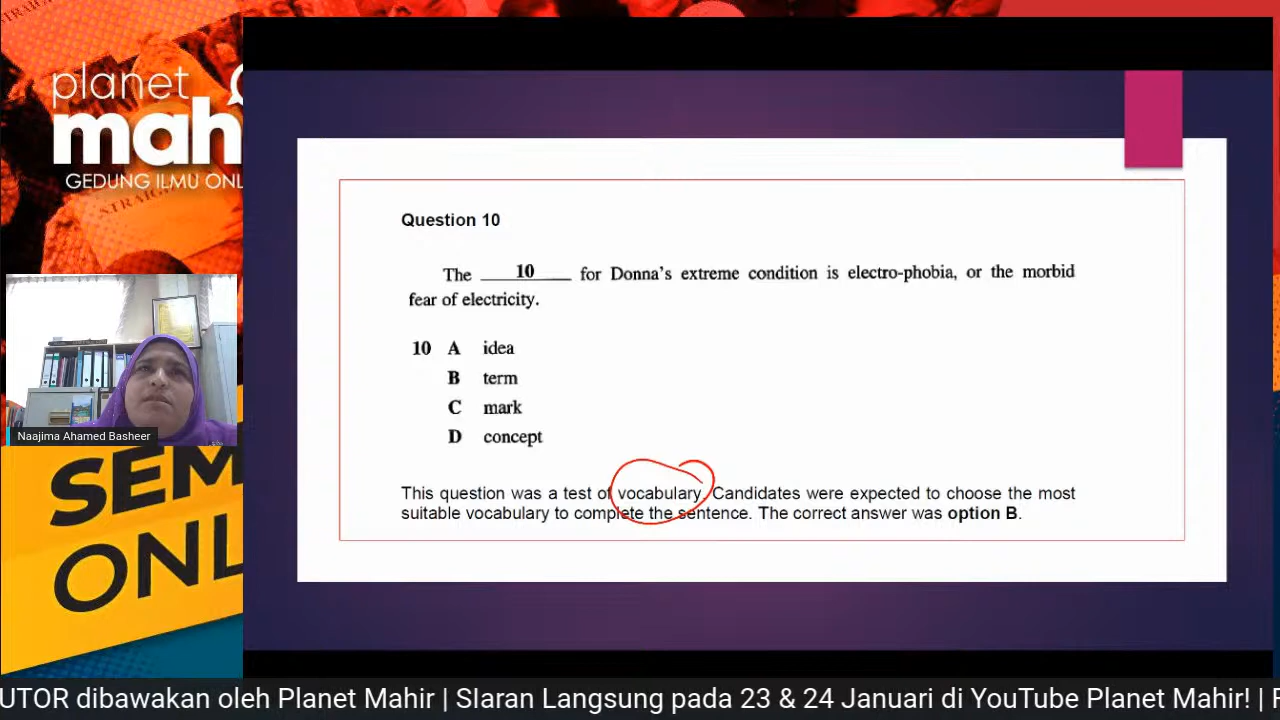 planet
mah
GEDUNG ILMU ONL
Naajima Ahamed Basheer
SEM
ONL
Question 10
The 10 for Donna's extreme condition is electro-phobia, or the morbid
fear of electricity.
10 A idea
B term
C mark
D concept
This question was a test of vocabulary. Candidates were expected to choose the most
suitable vocabulary to complete the sentence. The correct answer was option B.
UTOR dibawakan oleh Planet Mahir | SIaran Langsung pada 23 & 24 Januari di YouTube Planet Mahir! |